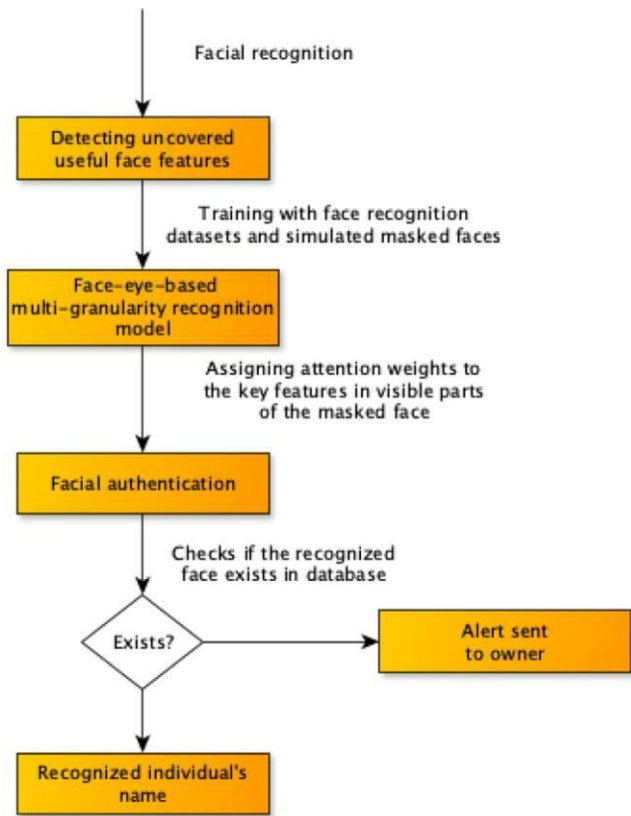 Facial recognition
Detecting uncovered
useful face features
Training with face recognition
datasets and simulated masked faces
Face-eye-based
multi-granularity recognition
model
Assigning attention weights to
the key features in visible parts
of the masked face
Facial authentication
Checks if the recognized
face exists in database
Exists?
Alert sent
to owner
Recognized individual's
name